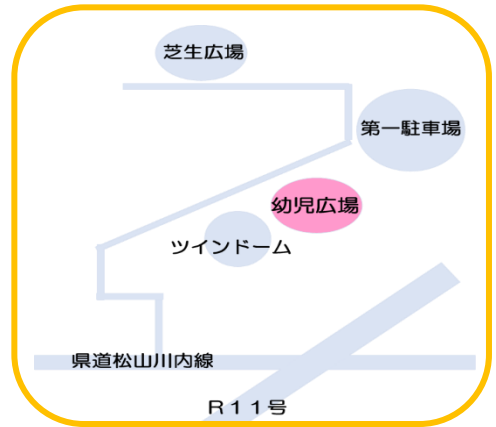 芝生広場
第一駐車場
幼児広場
ツインドーム
県道松山川内線
R11号